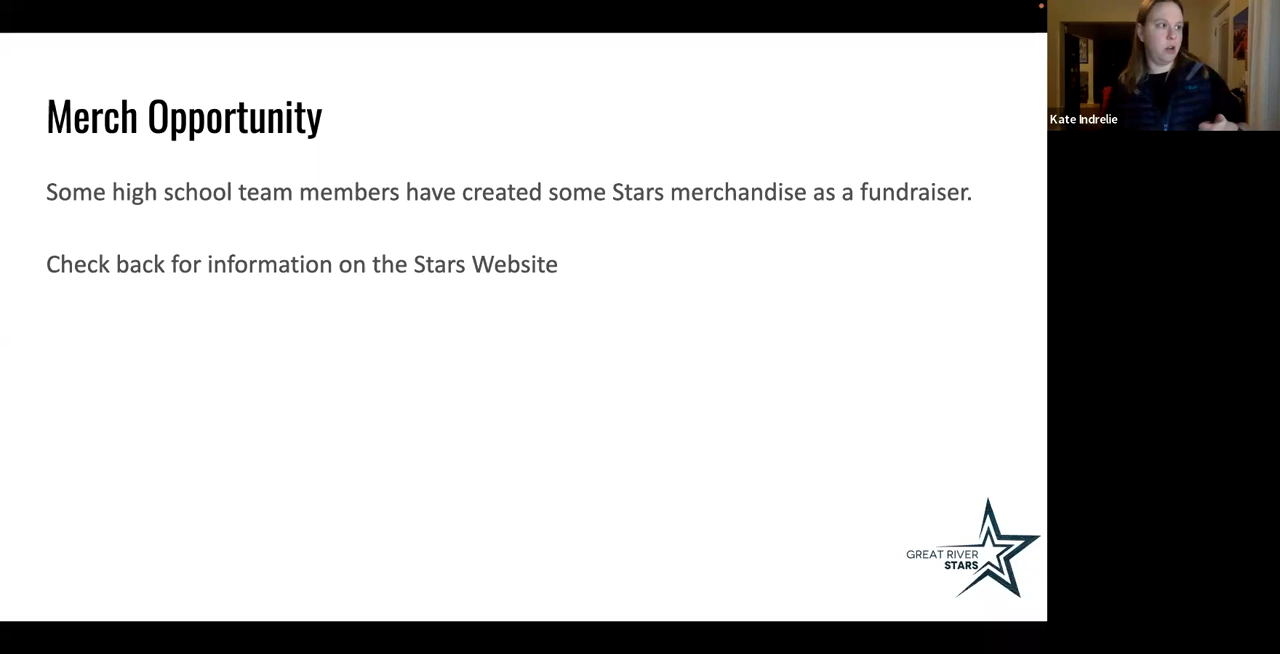 Merch Opportunity
Some high school team members have created some Stars merchandise as a fundraiser.
Check back for information on the Stars Website
GREAT RIVER
STARS
Kate Indrelie